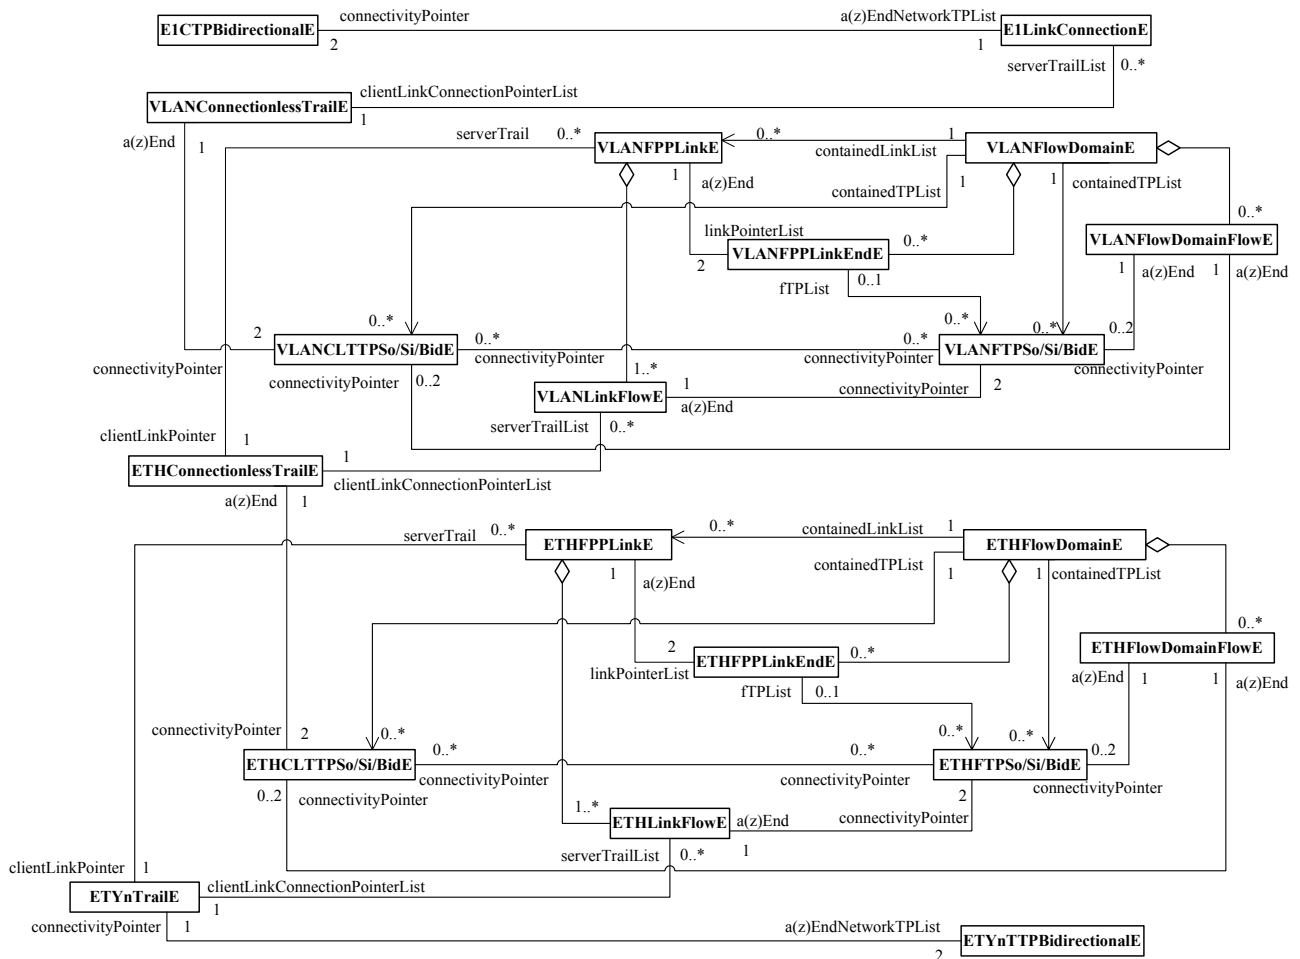 connectivityPointer a(z)EndNetworkTPList
E1CTPBidirectionalE E1LinkConnectionE
2 1
serverTrailList 0..*
clientLinkConnectionPointerList
VLANConnectionlessTrailE
1
a(z)End 1
serverTrail 0..* 0..* 1
VLANFPPLinkE containedLinkList VLANFlowDomainE
1 a(z)End containedTPList 1 1 containedTPList
linkPointerList 0..* 0..*
VLANFPPLinkEndE VLANFlowDomainFlowE
2 1 a(z)End 1 a(z)End
fTPList 0..1
2 0..* 0..* 0..* 0..* 0..* 0..2
VLANCLTTPSo/Si/BidE VLANFTPSo/Si/BidE
connectivityPointer connectivityPointer connectivityPointer
connectivityPointer
connectivityPointer 0..2 1..* 1 connectivityPointer 2
VLANLinkFlowE a(z)End
serverTrailList 0..*
clientLinkPointer 1
1
ETHConnectionlessTrailE
clientLinkConnectionPointerList
a(z)End 1
serverTrail 0..* 0..* containedLinkList 1
ETHFPPLinkE ETHFlowDomainE
1 a(z)End containedTPList 1 1 containedTPList
0..*
2 0..*
ETHFPPLinkEndE ETHFlowDomainFlowE
linkPointerList a(z)End 1 1 a(z)End
fTPList 0..1
connectivityPointer 2 0..* 0..* 0..*
0..* 0..* 0..2
ETHCLTTPSo/Si/BidE ETHFTPSo/Si/BidE
connectivityPointer connectivityPointer connectivityPointer
0..2 connectivityPointer 2
1..* a(z)End connectivityPointer
ETHLinkFlowE
1
serverTrailList 0..*
clientLinkPointer 1
clientLinkConnectionPointerList
ETYnTrailE
1
connectivityPointer 1 a(z)EndNetworkTPList
ETYnTTPBidirectionalE
2